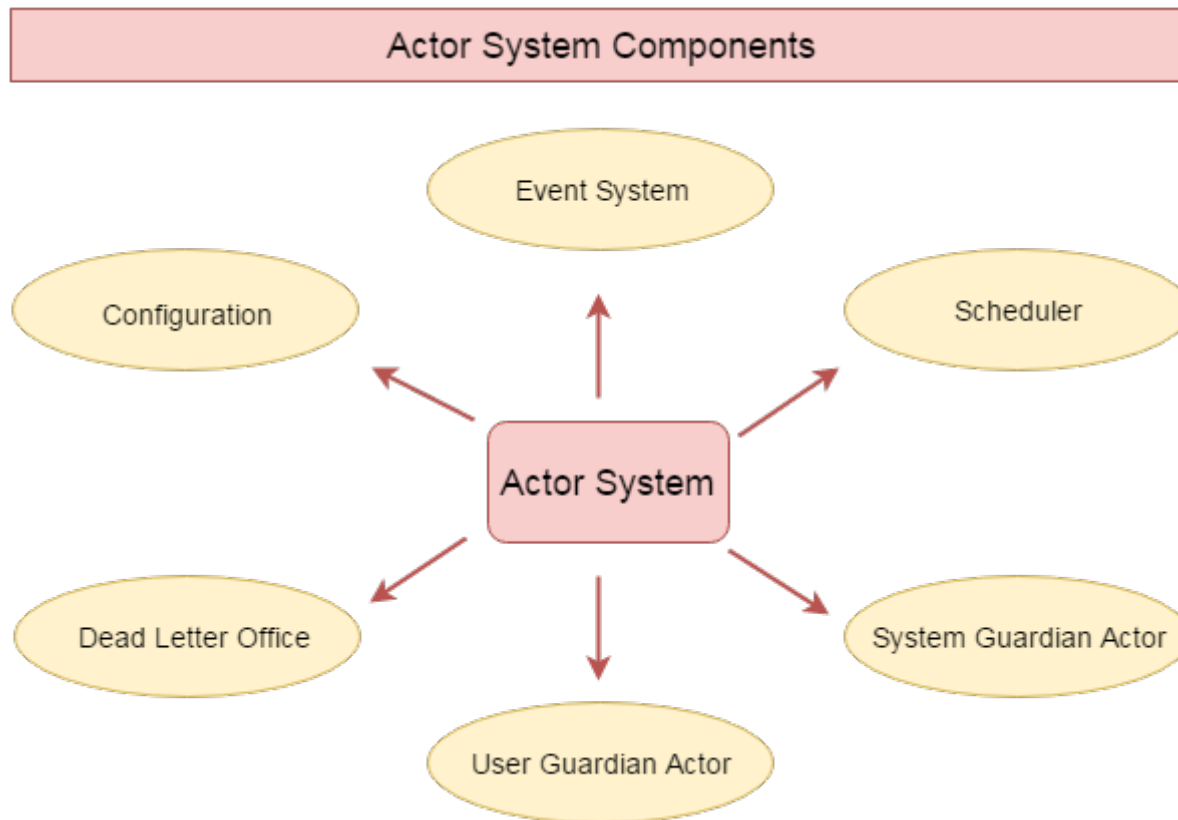 Actor System Components
Event System
Configuration
Scheduler
Actor System
Dead Letter Office
System Guardian Actor
User Guardian Actor